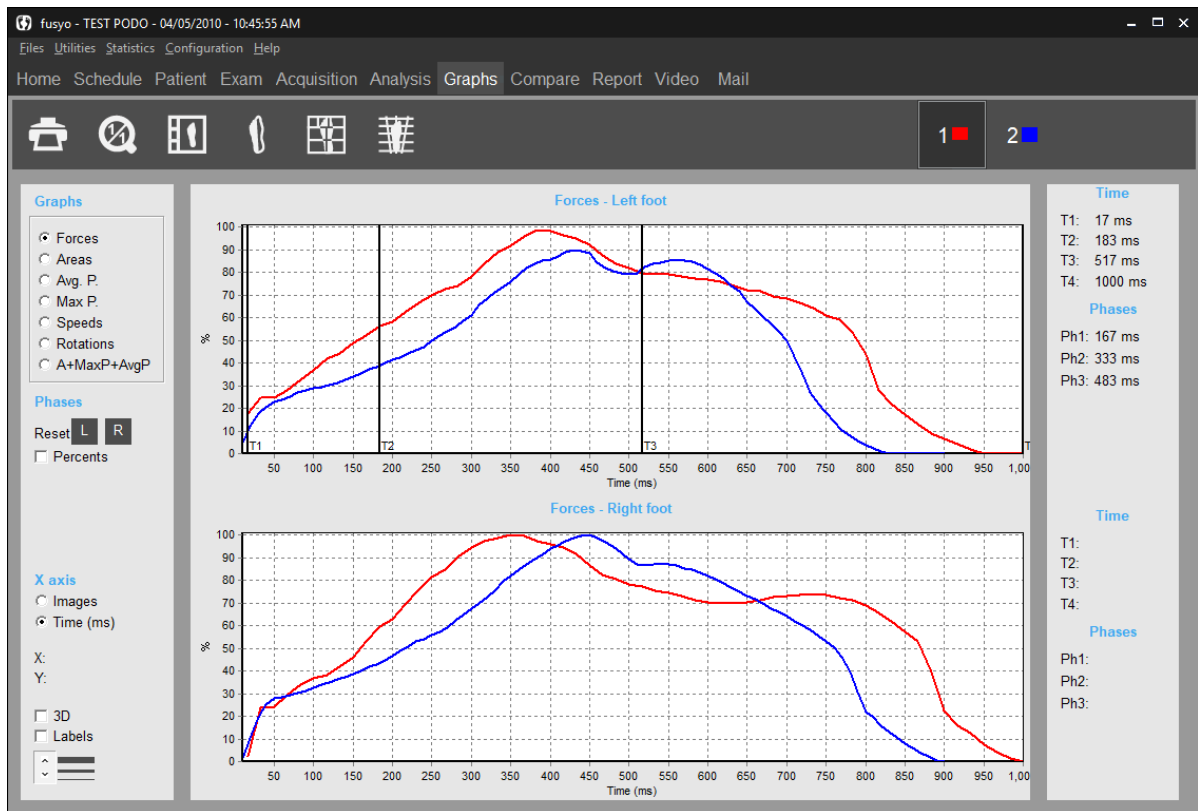 fusyo - TEST PODO - 04/05/2010 - 10:45:55 AM
Files Utilities Statistics Configuration Help
Home Schedule Patient Exam Acquisition Analysis Graphs Compare Report Video Mail
1/1
1 2
Graphs
Forces
Areas
Avg. P.
Max P.
Speeds
Rotations
A+MaxP+AvgP
Phases
Reset L R
Percents
X axis
Images
Time (ms)
X:
Y:
3D
Labels
Forces - Left foot
100
90
80
70
60
50
40
30
20
10
0
%
T1 T2 T3 T
50 100 150 200 250 300 350 400 450 500 550 600 650 700 750 800 850 900 950 1,00
Time (ms)
Forces - Right foot
100
90
80
70
60
50
40
30
20
10
0
%
50 100 150 200 250 300 350 400 450 500 550 600 650 700 750 800 850 900 950 1,00
Time (ms)
Time
T1: 17 ms
T2: 183 ms
T3: 517 ms
T4: 1000 ms
Phases
Ph1: 167 ms
Ph2: 333 ms
Ph3: 483 ms
Time
T1:
T2:
T3:
T4:
Phases
Ph1:
Ph2:
Ph3: